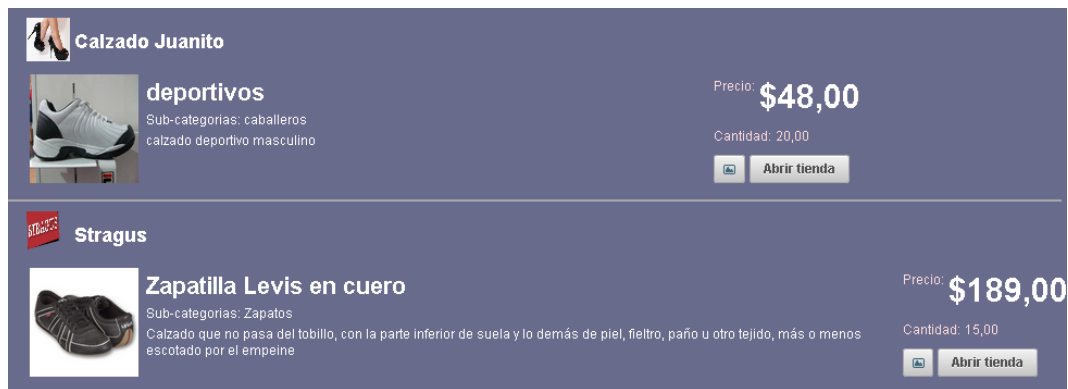 Calzado Juanito
deportivos
Sub-categorias: caballeros
calzado deportivo masculino
Precio: $48,00
Cantidad: 20,00
Abrir tienda
STRAGUS
Stragus
Zapatilla Levis en cuero
Sub-categorias: Zapatos
Calzado que no pasa del tobillo, con la parte inferior de suela y lo demás de piel, fieltro, paño u otro tejido, más o menos
escotado por el empeine
Precio: $189,00
Cantidad: 15,00
Abrir tienda